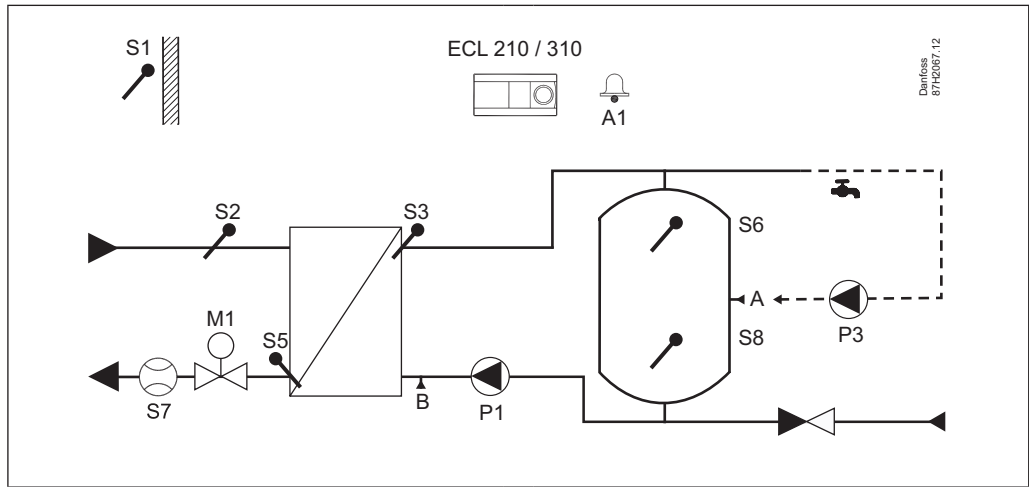 S1
ECL 210 / 310
A1
Danfoss
87H2067.12
S2
S3
S6
A
P3
M1
S5
S8
S7
B
P1